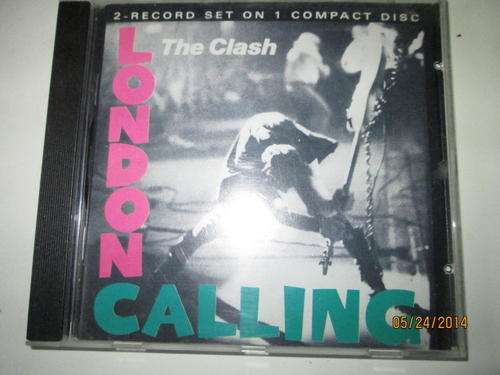 2-RECORD SET ON 1 COMPACT DISC
The Clash
LONDON
CALLING
05/24/2014